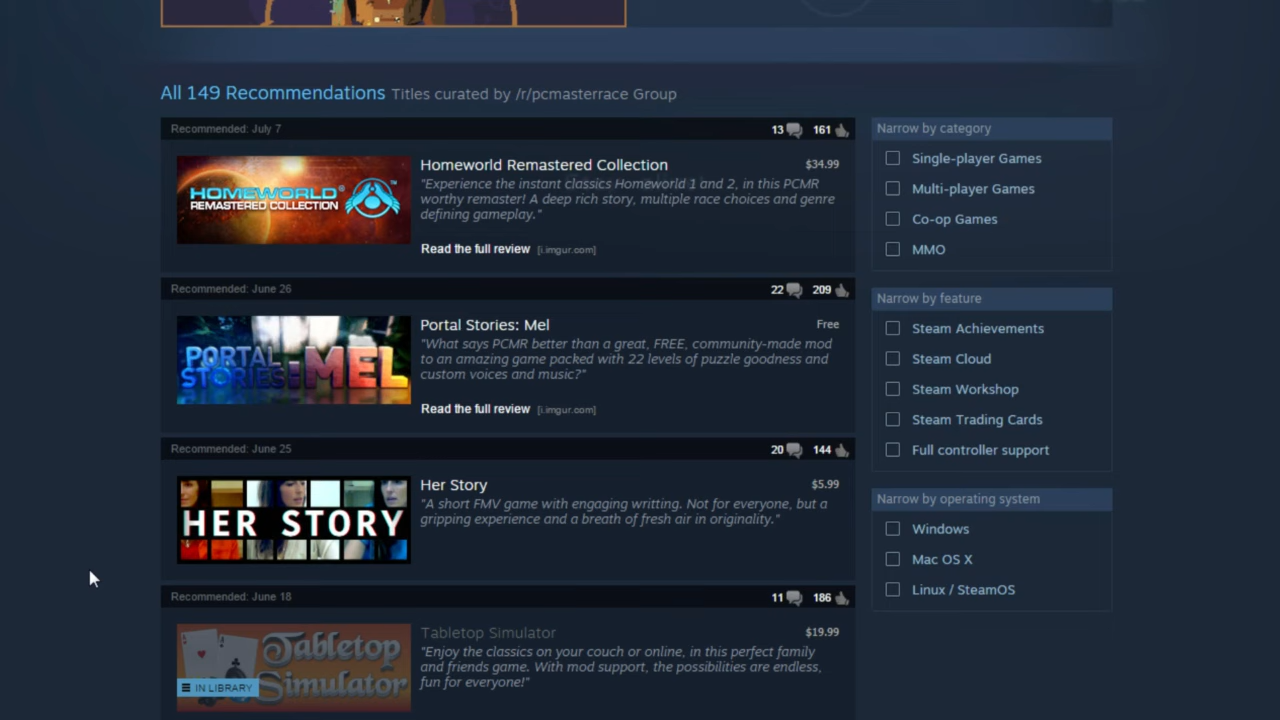 All 149 Recommendations Titles curated by /r/pcmasterrace Group
Recommended: July 7 13 161
HOMEWORLD® ™
REMASTERED COLLECTION
Homeworld Remastered Collection $34.99
"Experience the instant classics Homeworld 1 and 2, in this PCMR
worthy remaster! A deep rich story, multiple race choices and genre
defining gameplay."
Read the full review [i.imgur.com]
Recommended: June 26 22 209
PORTAL
STORIES: MEL
Portal Stories: Mel Free
"What says PCMR better than a great, FREE, community-made mod
to an amazing game packed with 22 levels of puzzle goodness and
custom voices and music?"
Read the full review [i.imgur.com]
Recommended: June 25 20 144
HER STORY
Her Story $5.99
"A short FMV game with engaging writting. Not for everyone, but a
gripping experience and a breath of fresh air in originality."
Recommended: June 18 11 186
Tabletop
Simulator
IN LIBRARY
Tabletop Simulator $19.99
"Enjoy the classics on your couch or online, in this perfect family
and friends game. With mod support, the possibilities are endless,
fun for everyone!"
Narrow by category
Single-player Games
Multi-player Games
Co-op Games
MMO
Narrow by feature
Steam Achievements
Steam Cloud
Steam Workshop
Steam Trading Cards
Full controller support
Narrow by operating system
Windows
Mac OS X
Linux / SteamOS